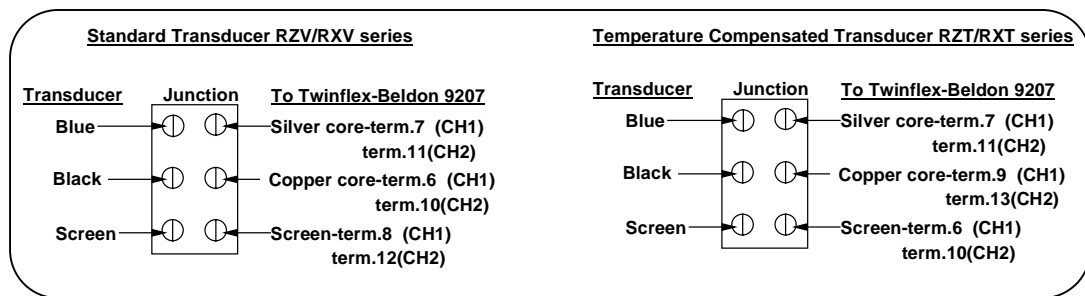 Standard Transducer RZV/RXV series
Transducer Junction To Twinflex-Beldon 9207
Blue Silver core-term.7 (CH1)
term.11(CH2)
Black Copper core-term.6 (CH1)
term.10(CH2)
Screen Screen-term.8 (CH1)
term.12(CH2)
Temperature Compensated Transducer RZT/RXT series
Transducer Junction To Twinflex-Beldon 9207
Blue Silver core-term.7 (CH1)
term.11(CH2)
Black Copper core-term.9 (CH1)
term.13(CH2)
Screen Screen-term.6 (CH1)
term.10(CH2)